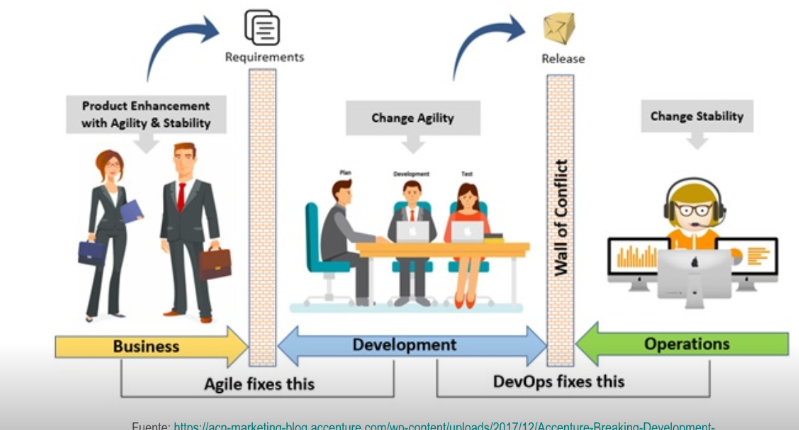 Requirements
Release
Product Enhancement
with Agility & Stability
Change Agility
Change Stability
Plan
Development
Test
Wall of Conflict
Business
Development
Operations
Agile fixes this
DevOps fixes this
Fuente: https://acn-marketing-blog.accenture.com/wp-content/uploads/2017/12/Accenture-Breaking-Development-